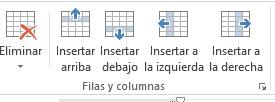 Eliminar
Insertar arriba
Insertar debajo
Insertar a la izquierda
Insertar a la derecha
Filas y columnas